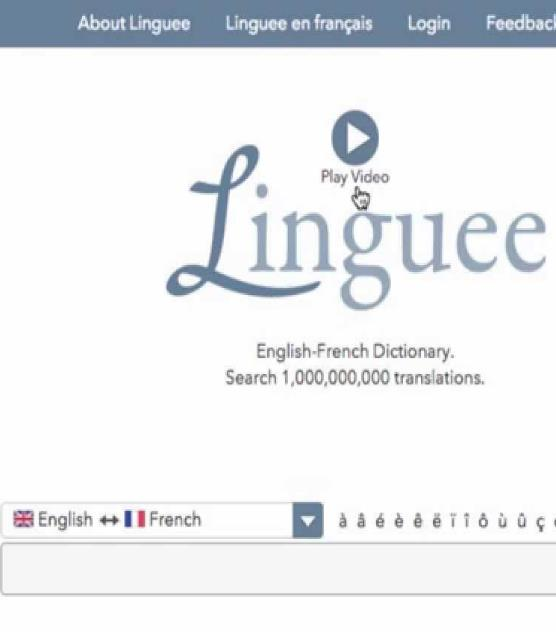 About Linguee Linguee en français Login Feedback
Play Video
Linguee
English-French Dictionary.
Search 1,000,000,000 translations.
English ↔ French à â é è ê ë ï î ô ù û ç